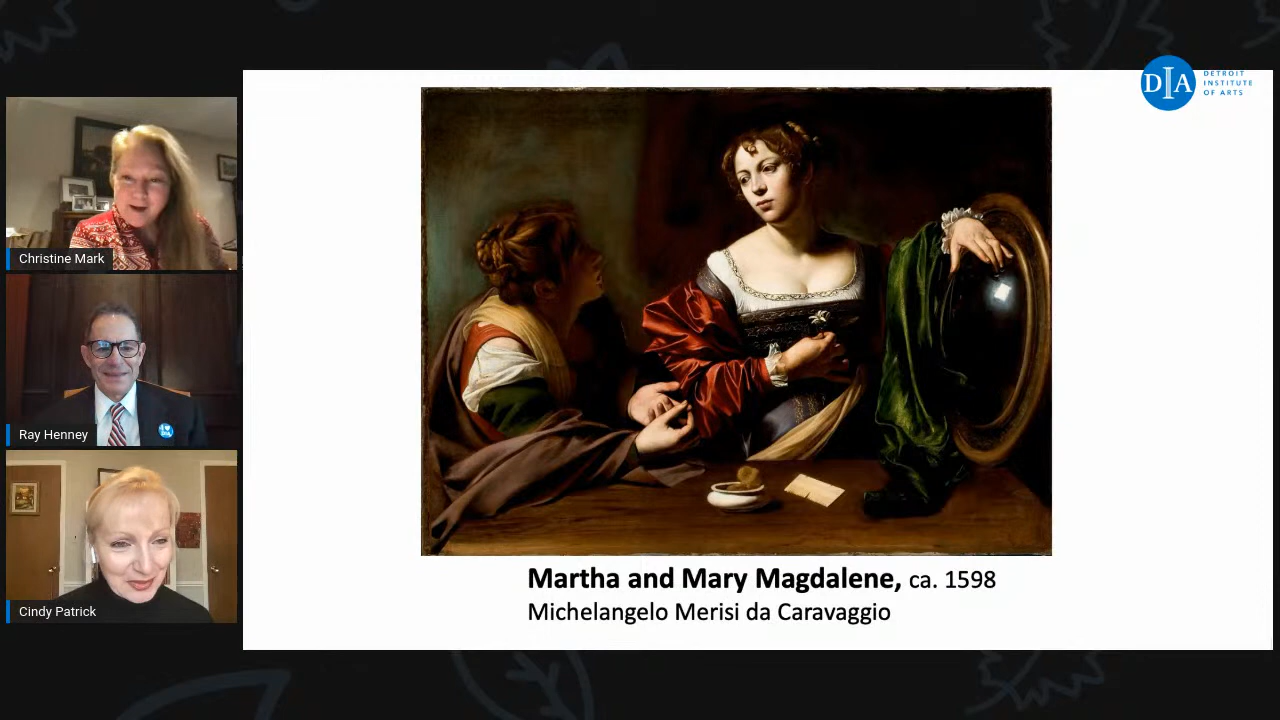 Christine Mark
Ray Henney
Cindy Patrick
DIA
DETROIT
INSTITUTE
OF ARTS
Martha and Mary Magdalene, ca. 1598
Michelangelo Merisi da Caravaggio